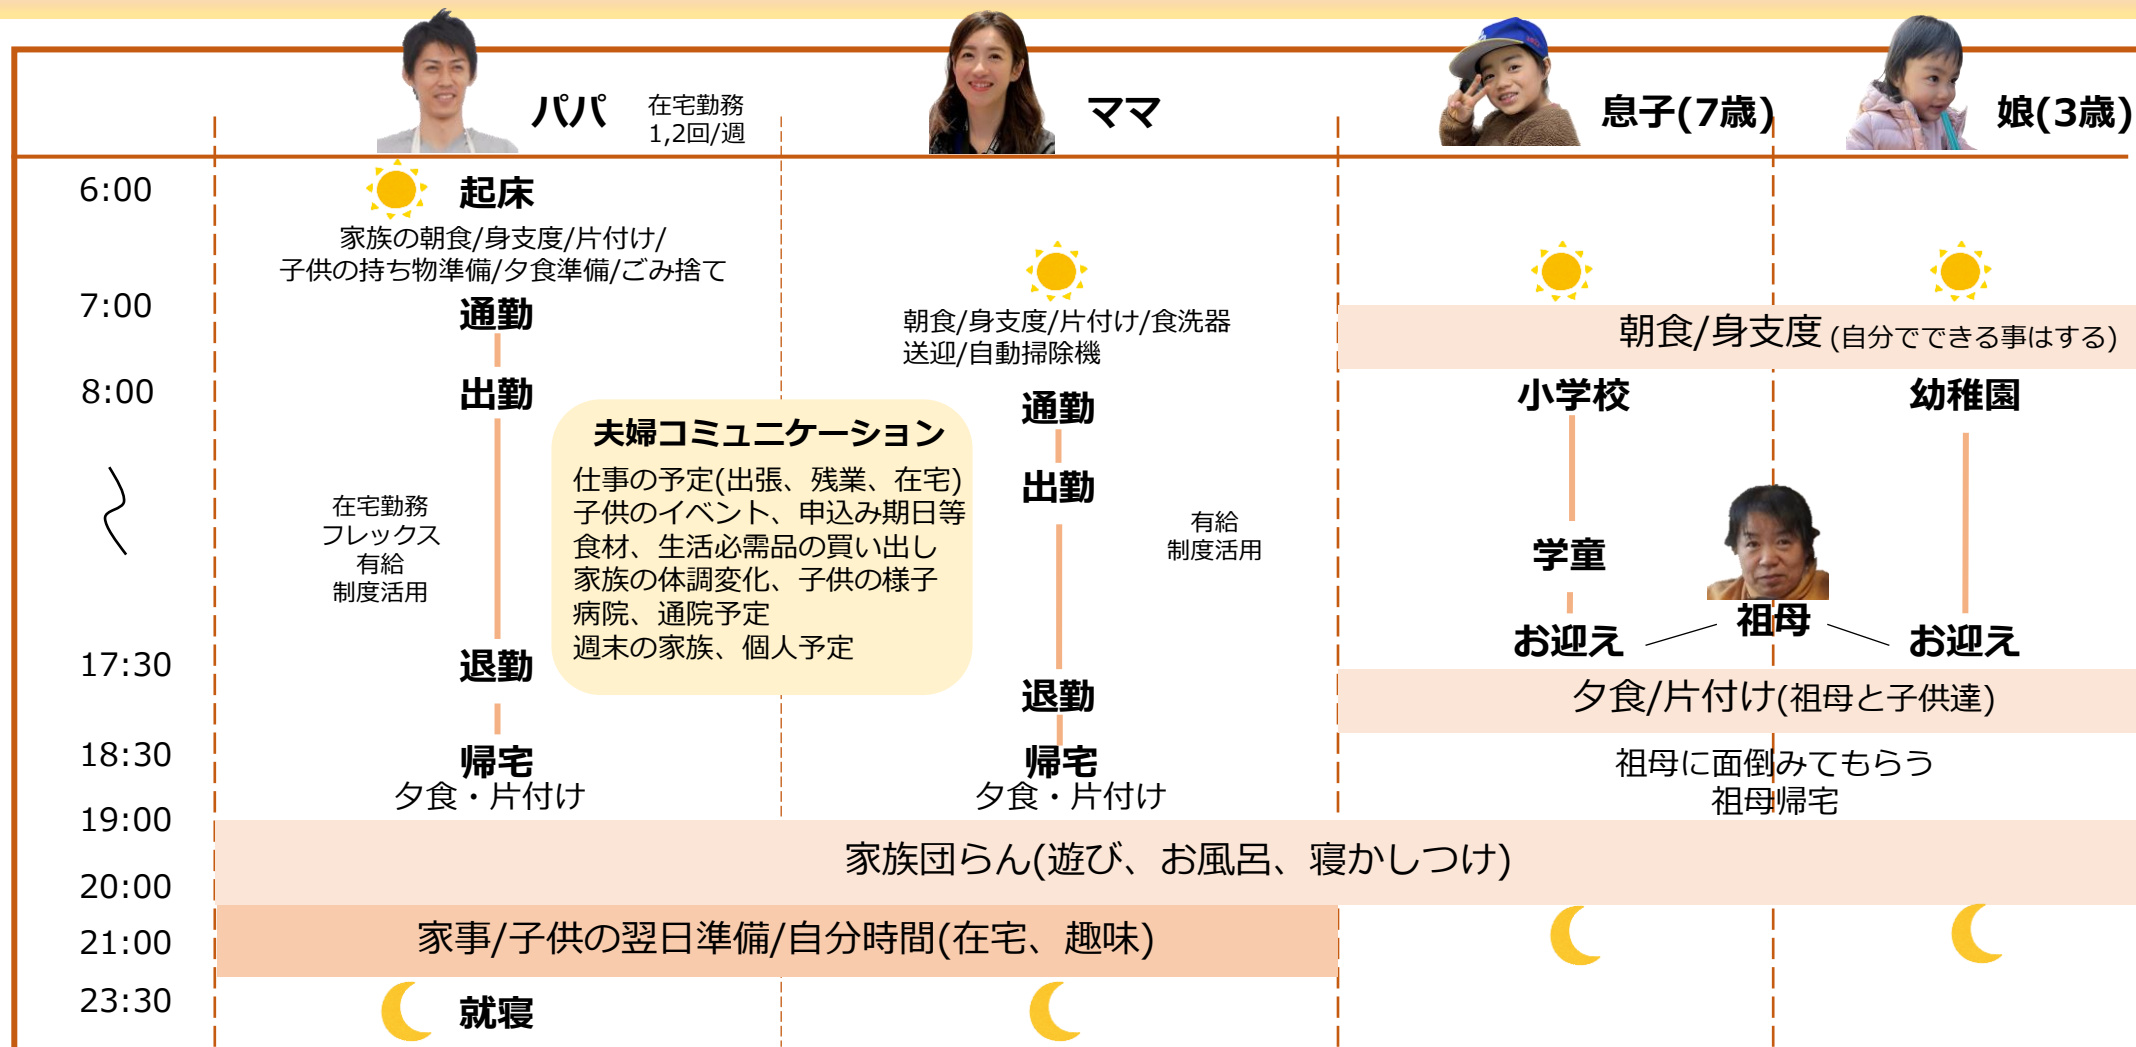 パパ
在宅勤務
1,2回/週
ママ
息子(7歳)
娘(3歳)
6:00
起床
家族の朝食/身支度/片付け/
子供の持ち物準備/夕食準備/ごみ捨て
7:00
通勤
朝食/身支度/片付け/食洗器
送迎/自動掃除機
朝食/身支度(自分でできる事はする)
8:00
出勤
通勤
小学校
幼稚園
夫婦コミュニケーション
仕事の予定(出張、残業、在宅)
子供のイベント、申込み期日等
食材、生活必需品の買い出し
家族の体調変化、子供の様子
病院、通院予定
週末の家族、個人予定
出勤
在宅勤務
フレックス
有給
制度活用
有給
制度活用
学童
祖母
お迎え
お迎え
17:30
退勤
退勤
夕食/片付け(祖母と子供達)
18:30
帰宅
夕食・片付け
帰宅
夕食・片付け
祖母に面倒みてもらう
祖母帰宅
19:00
家族団らん(遊び、お風呂、寝かしつけ)
20:00
21:00
家事/子供の翌日準備/自分時間(在宅、趣味)
23:30
就寝